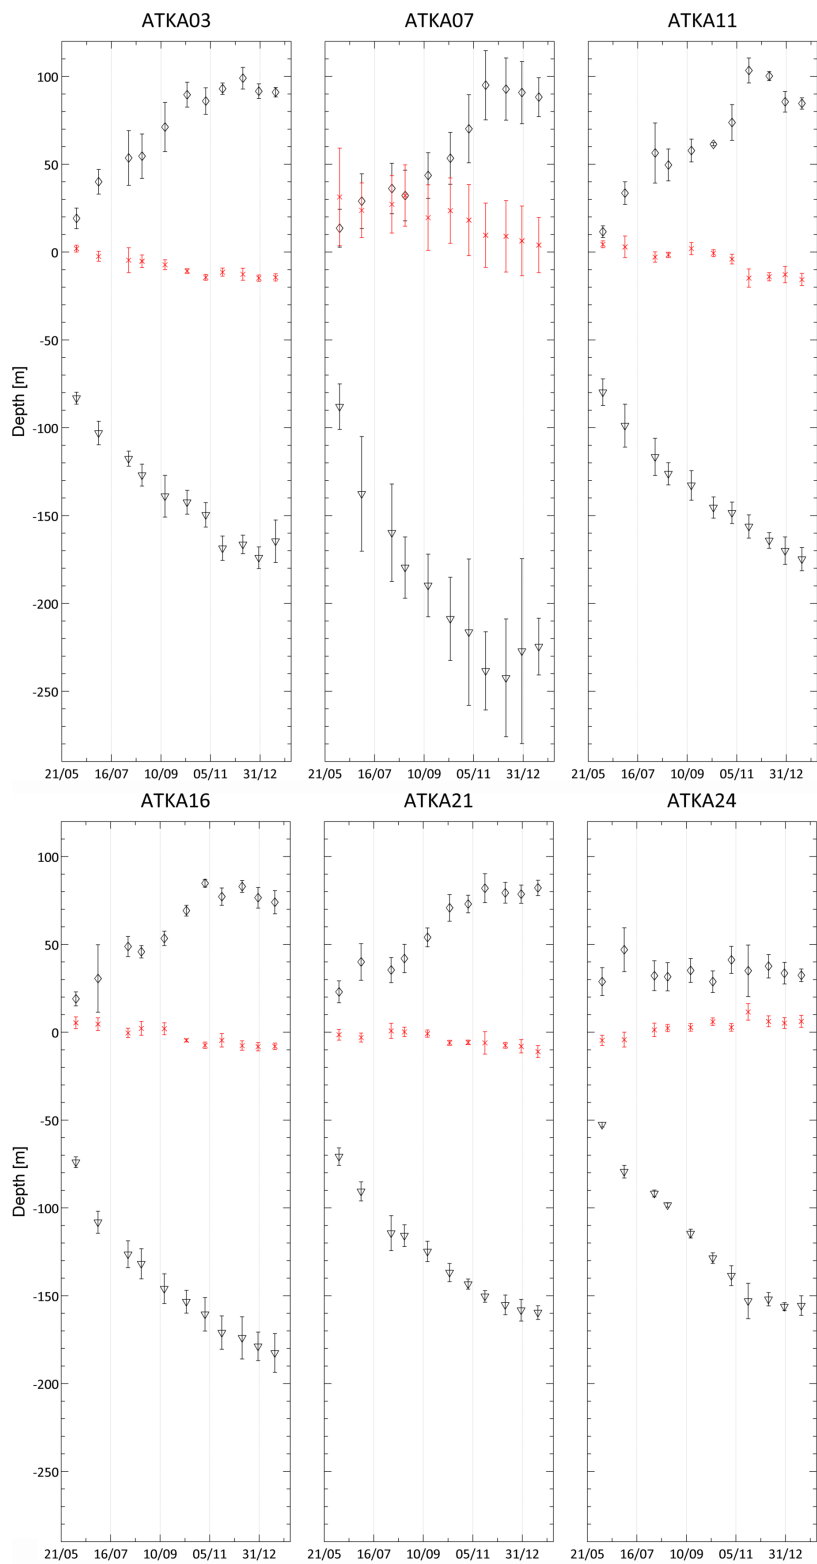 ATKA03 ATKA07 ATKA11
100
50
0
-50
Depth [m]
-100
-150
-200
-250
21/05 16/07 10/09 05/11 31/12 21/05 16/07 10/09 05/11 31/12 21/05 16/07 10/09 05/11 31/12
ATKA16 ATKA21 ATKA24
100
50
0
-50
Depth [m]
-100
-150
-200
-250
21/05 16/07 10/09 05/11 31/12 21/05 16/07 10/09 05/11 31/12 21/05 16/07 10/09 05/11 31/12